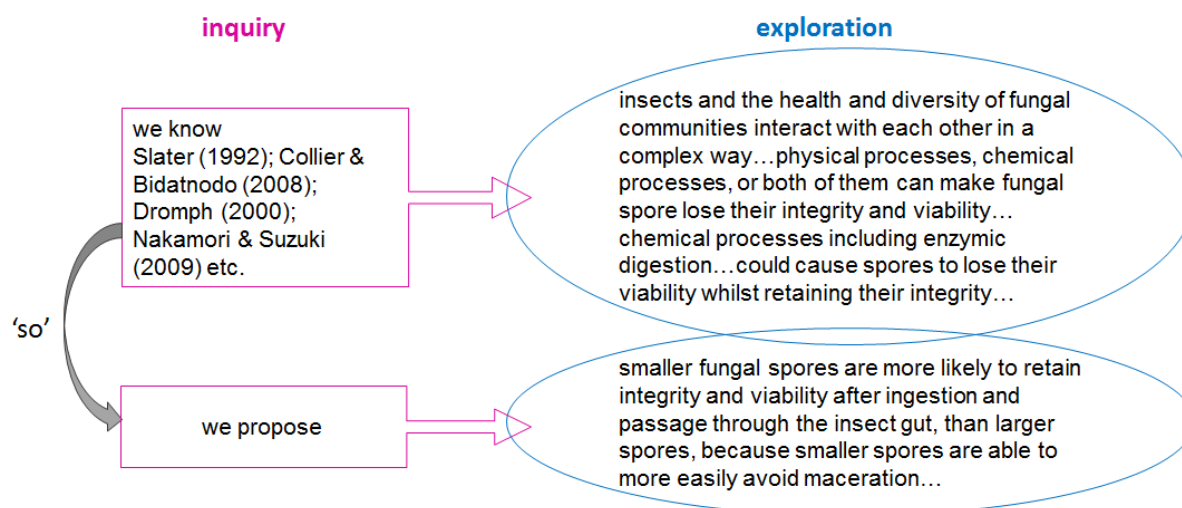 inquiry
exploration
we know
Slater (1992); Collier &
Bidatnodo (2008);
Dromph (2000);
Nakamori & Suzuki
(2009) etc.
insects and the health and diversity of fungal
communities interact with each other in a
complex way…physical processes, chemical
processes, or both of them can make fungal
spore lose their integrity and viability…
chemical processes including enzymic
digestion…could cause spores to lose their
viability whilst retaining their integrity…
‘so’
we propose
smaller fungal spores are more likely to retain
integrity and viability after ingestion and
passage through the insect gut, than larger
spores, because smaller spores are able to
more easily avoid maceration…